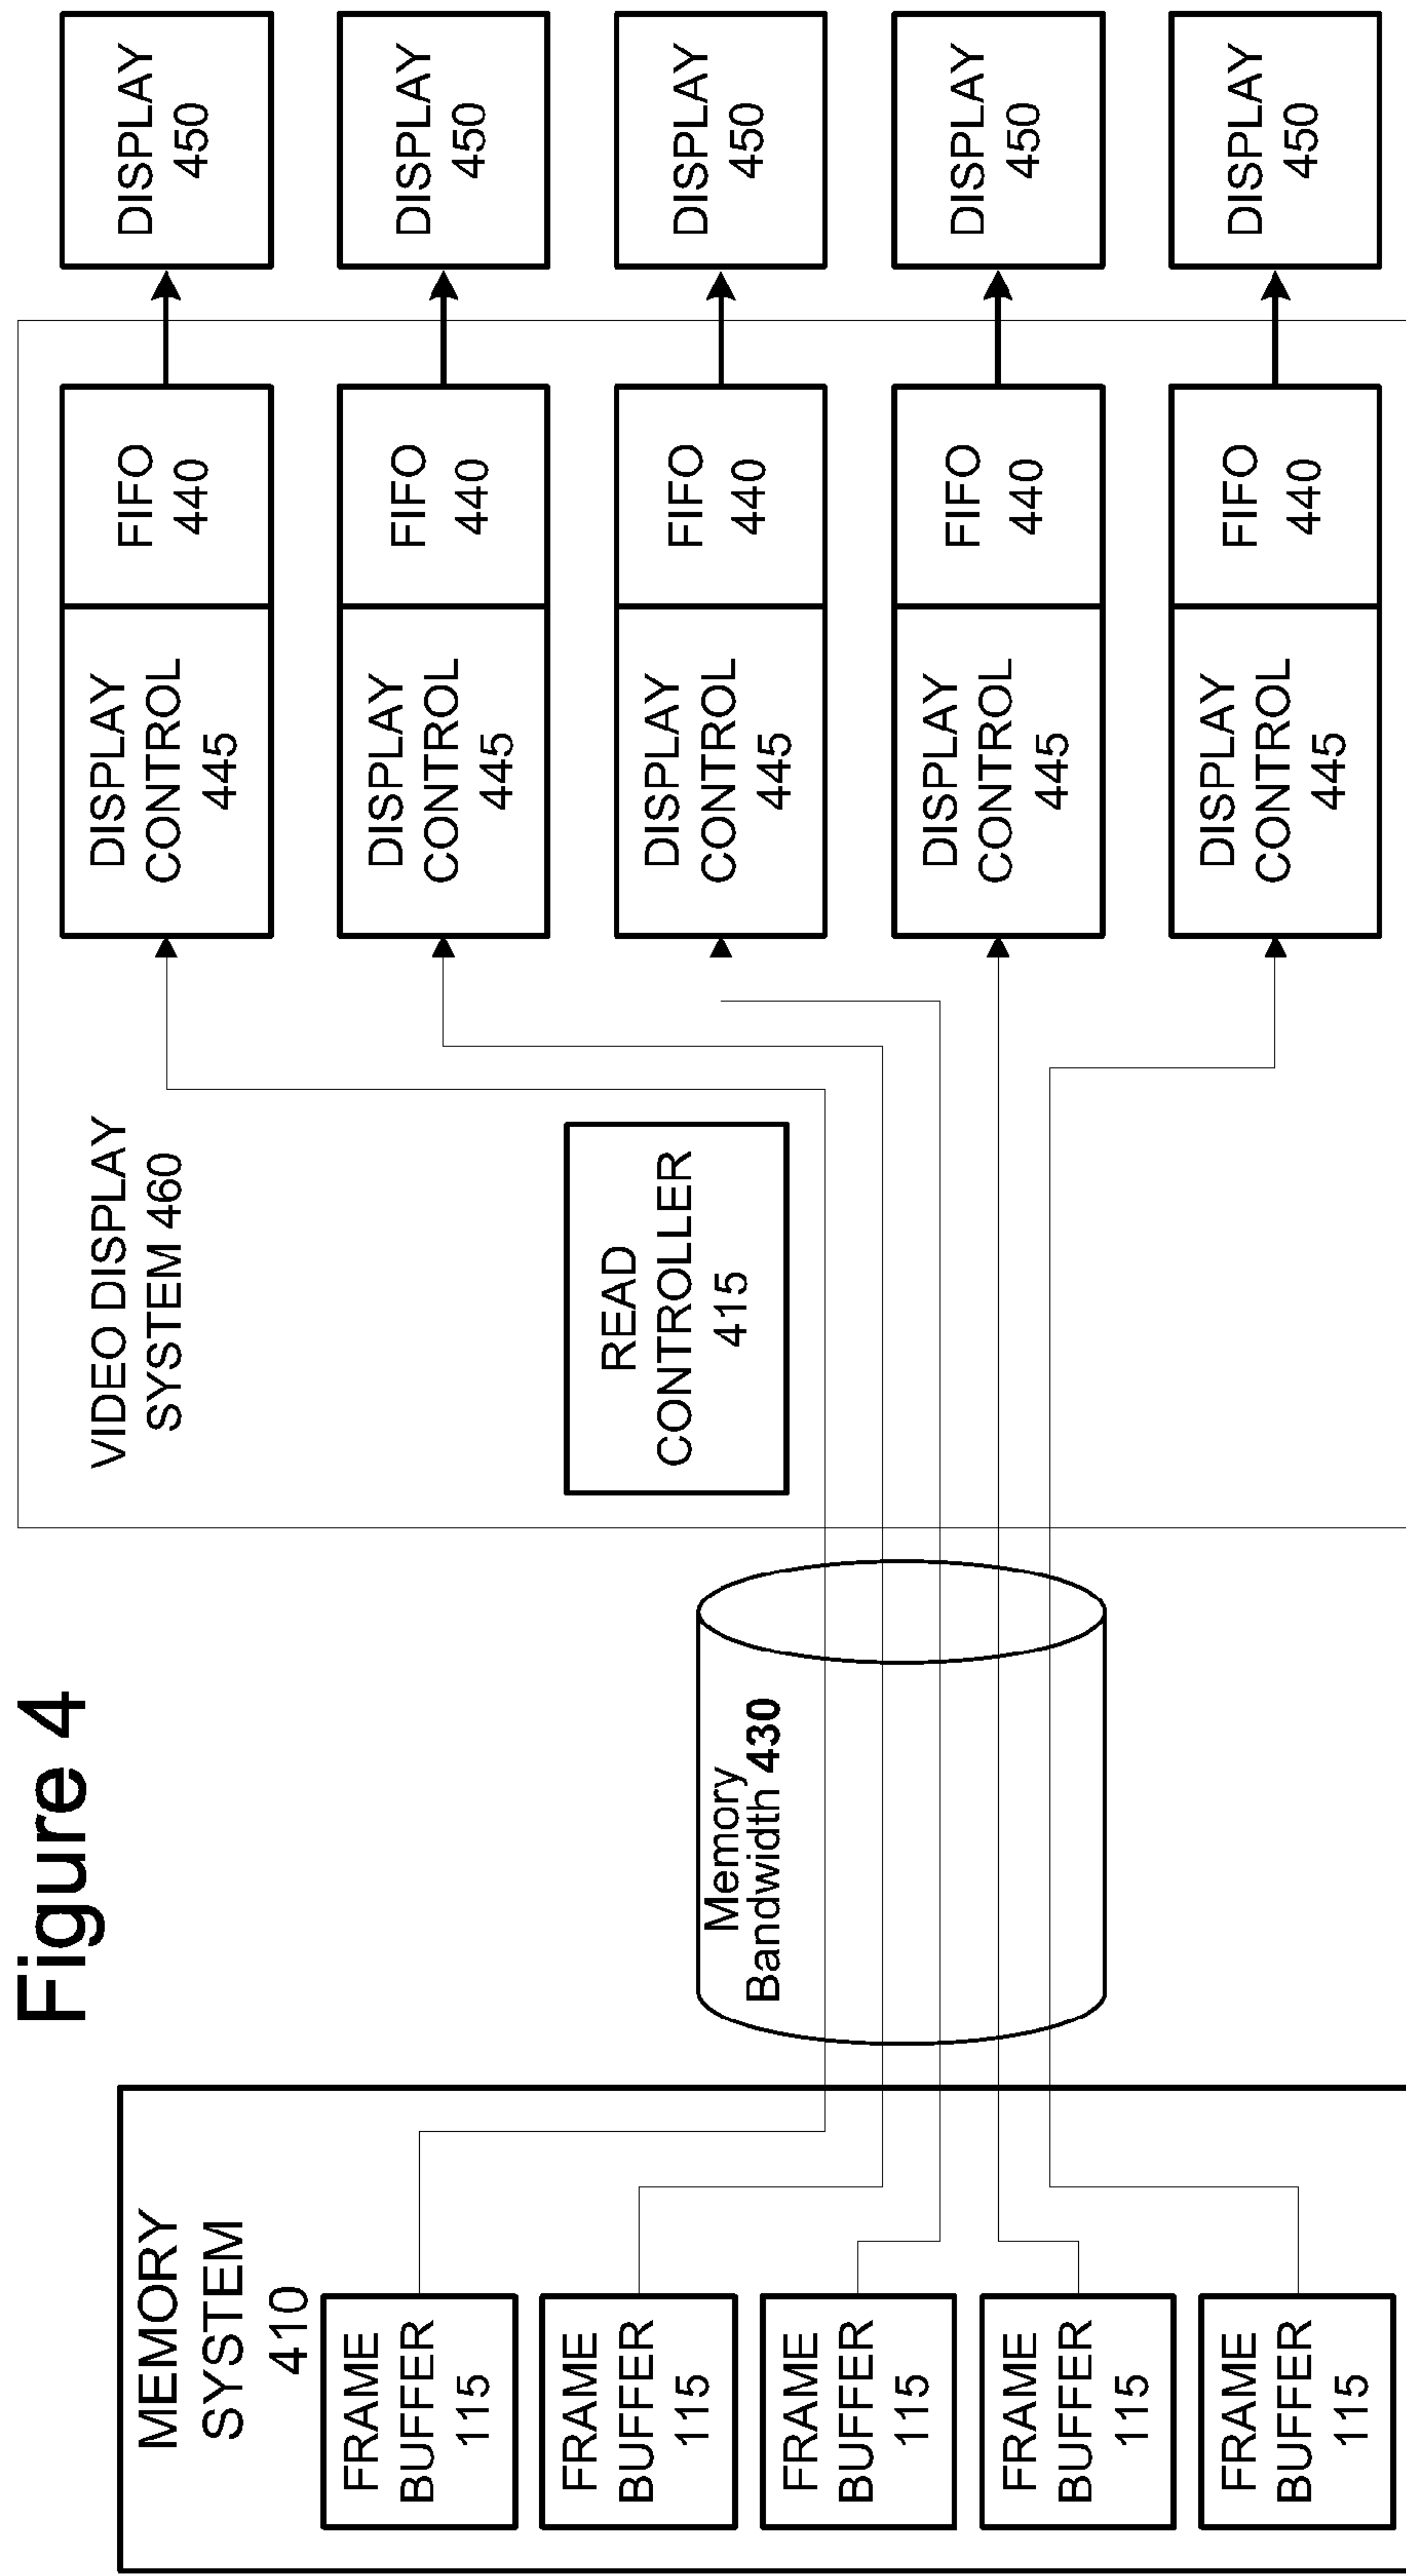 Figure 4
MEMORY
SYSTEM
410
FRAME
BUFFER
115
FRAME
BUFFER
115
FRAME
BUFFER
115
FRAME
BUFFER
115
FRAME
BUFFER
115
Memory
Bandwidth 430
VIDEO DISPLAY
SYSTEM 460
READ
CONTROLLER
415
DISPLAY
CONTROL
445
FIFO
440
DISPLAY
450
DISPLAY
CONTROL
445
FIFO
440
DISPLAY
450
DISPLAY
CONTROL
445
FIFO
440
DISPLAY
450
DISPLAY
CONTROL
445
FIFO
440
DISPLAY
450
DISPLAY
CONTROL
445
FIFO
440
DISPLAY
450